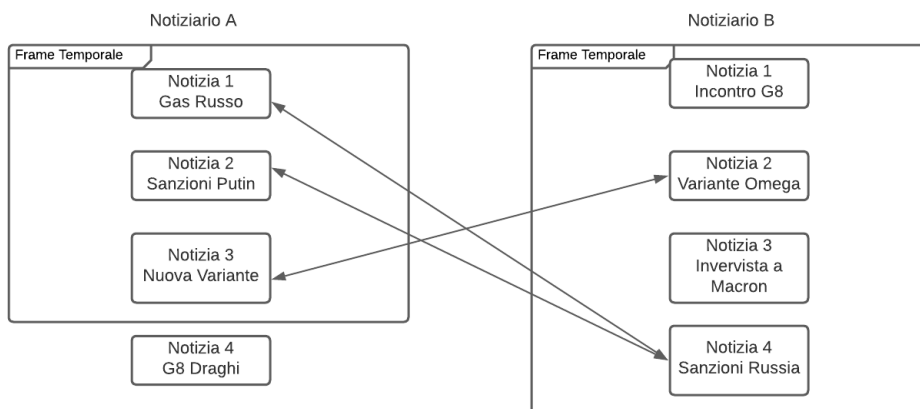 Notiziario A
Frame Temporale
Notizia 1
Gas Russo
Notizia 2
Sanzioni Putin
Notizia 3
Nuova Variante
Notizia 4
G8 Draghi
Notiziario B
Frame Temporale
Notizia 1
Incontro G8
Notizia 2
Variante Omega
Notizia 3
Invervista a
Macron
Notizia 4
Sanzioni Russia